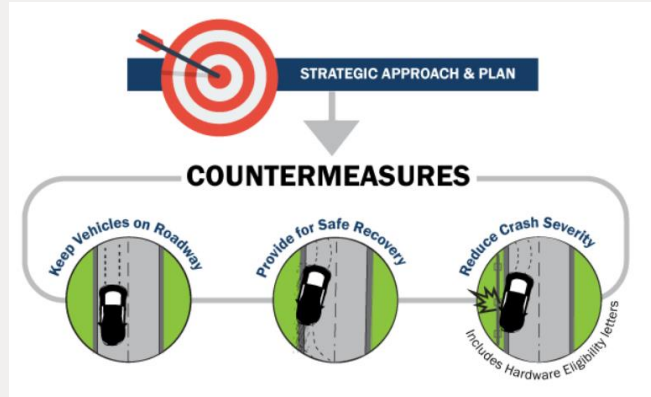 STRATEGIC APPROACH & PLAN
COUNTERMEASURES
Keep Vehicles on Roadway
Provide for Safe Recovery
Reduce Crash Severity
Includes Hardware Eligibility letters